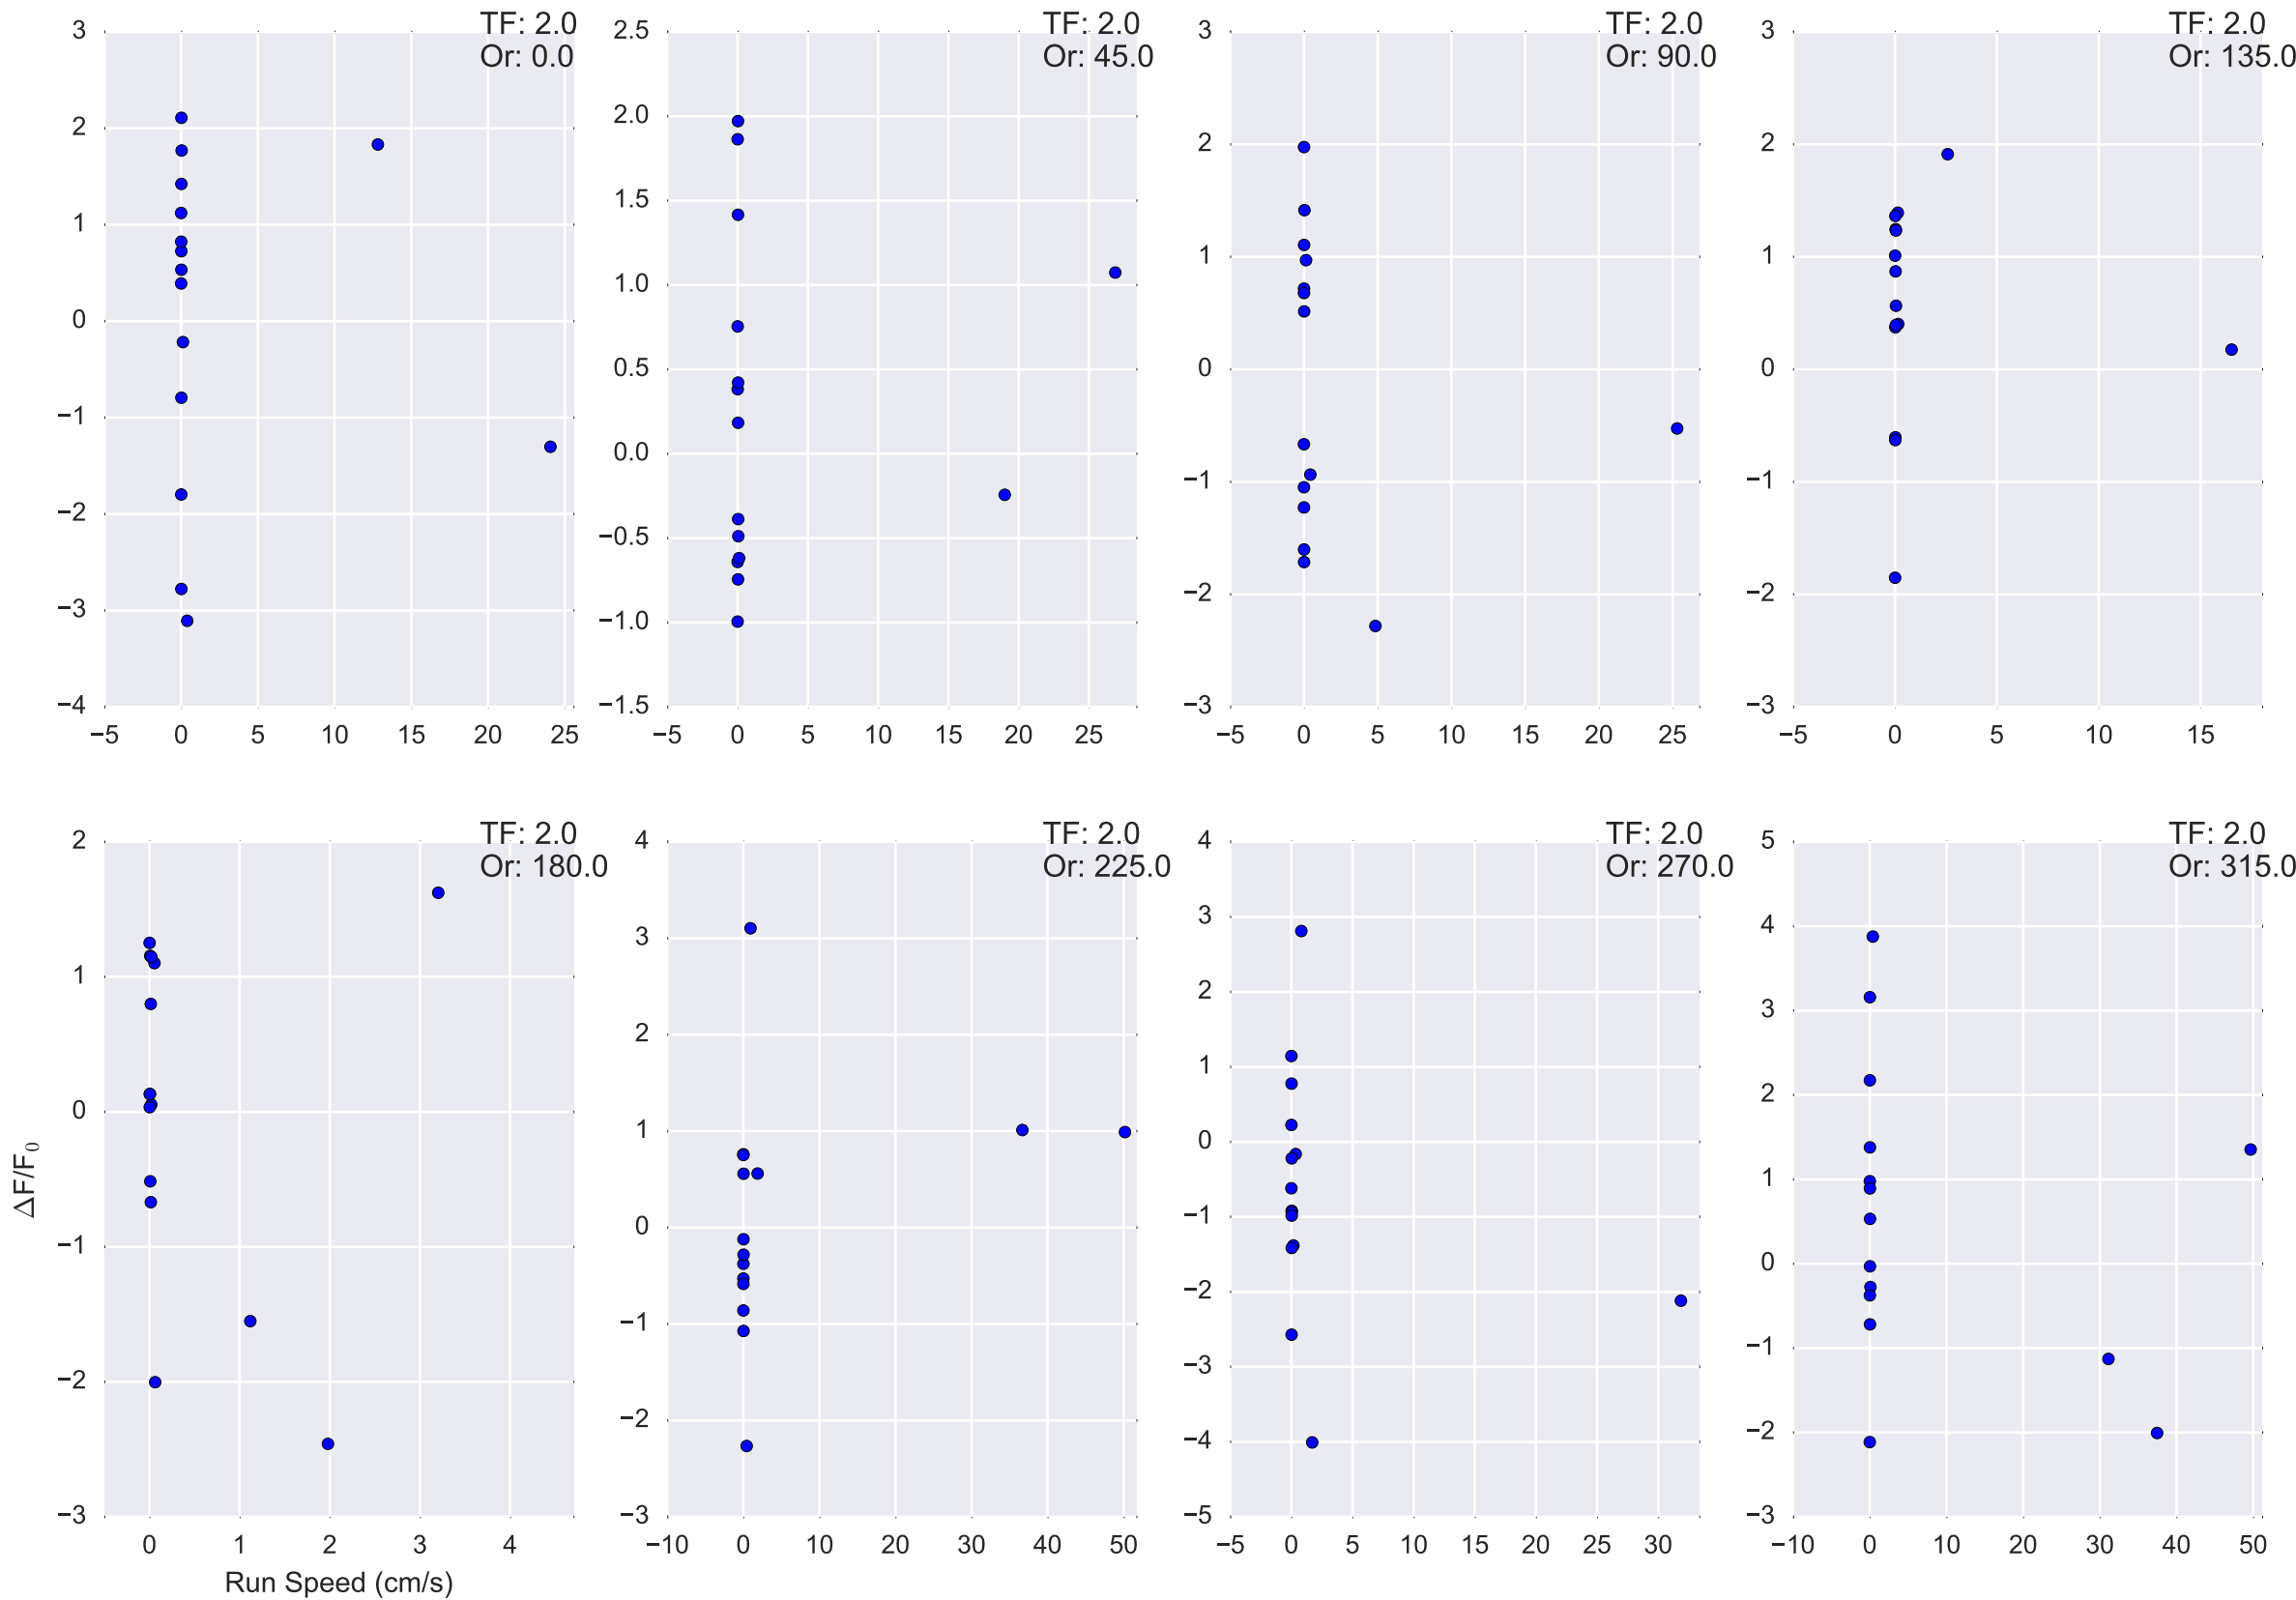 TF: 2.0
Or: 0.0
3
2
1
0
−1
−2
−3
−4
−5 0 5 10 15 20 25
TF: 2.0
Or: 45.0
2.5
2.0
1.5
1.0
0.5
0.0
−0.5
−1.0
−1.5
−5 0 5 10 15 20 25
TF: 2.0
Or: 90.0
3
2
1
0
−1
−2
−3
−5 0 5 10 15 20 25
TF: 2.0
Or: 135.0
3
2
1
0
−1
−2
−3
−5 0 5 10 15
TF: 2.0
Or: 180.0
2
1
0
−1
−2
−3
0 1 2 3 4
ΔF/F₀
Run Speed (cm/s)
TF: 2.0
Or: 225.0
4
3
2
1
0
−1
−2
−3
−10 0 10 20 30 40 50
TF: 2.0
Or: 270.0
4
3
2
1
0
−1
−2
−3
−4
−5
−5 0 5 10 15 20 25 30
TF: 2.0
Or: 315.0
5
4
3
2
1
0
−1
−2
−3
−10 0 10 20 30 40 50